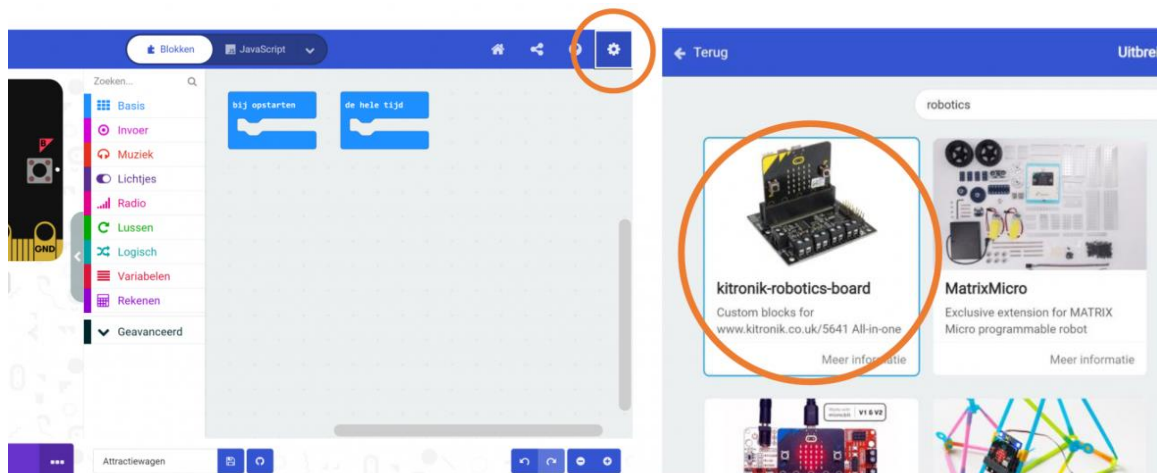 Blokken
JavaScript
Zoeken...
Basis
Invoer
Muziek
Lichtjes
Radio
Lussen
Logisch
Variabelen
Rekenen
Geavanceerd
bij opstarten
de hele tijd
B
GND
Attractiewagen
Terug
Uitbrei
robotics
kitronik-robotics-board
Custom blocks for
www.kitronik.co.uk/5641 All-in-one
Meer informatie
MatrixMicro
Exclusive extension for MATRIX
Micro programmable robot
Meer informatie
V1 & V2